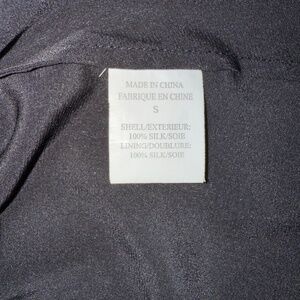 MADE IN CHINA
FABRIQUE EN CHINE
S
SHELL/EXTERIEUR:
100% SILK/SOIE
LINING/DOUBLURE:
100% SILK/SOIE